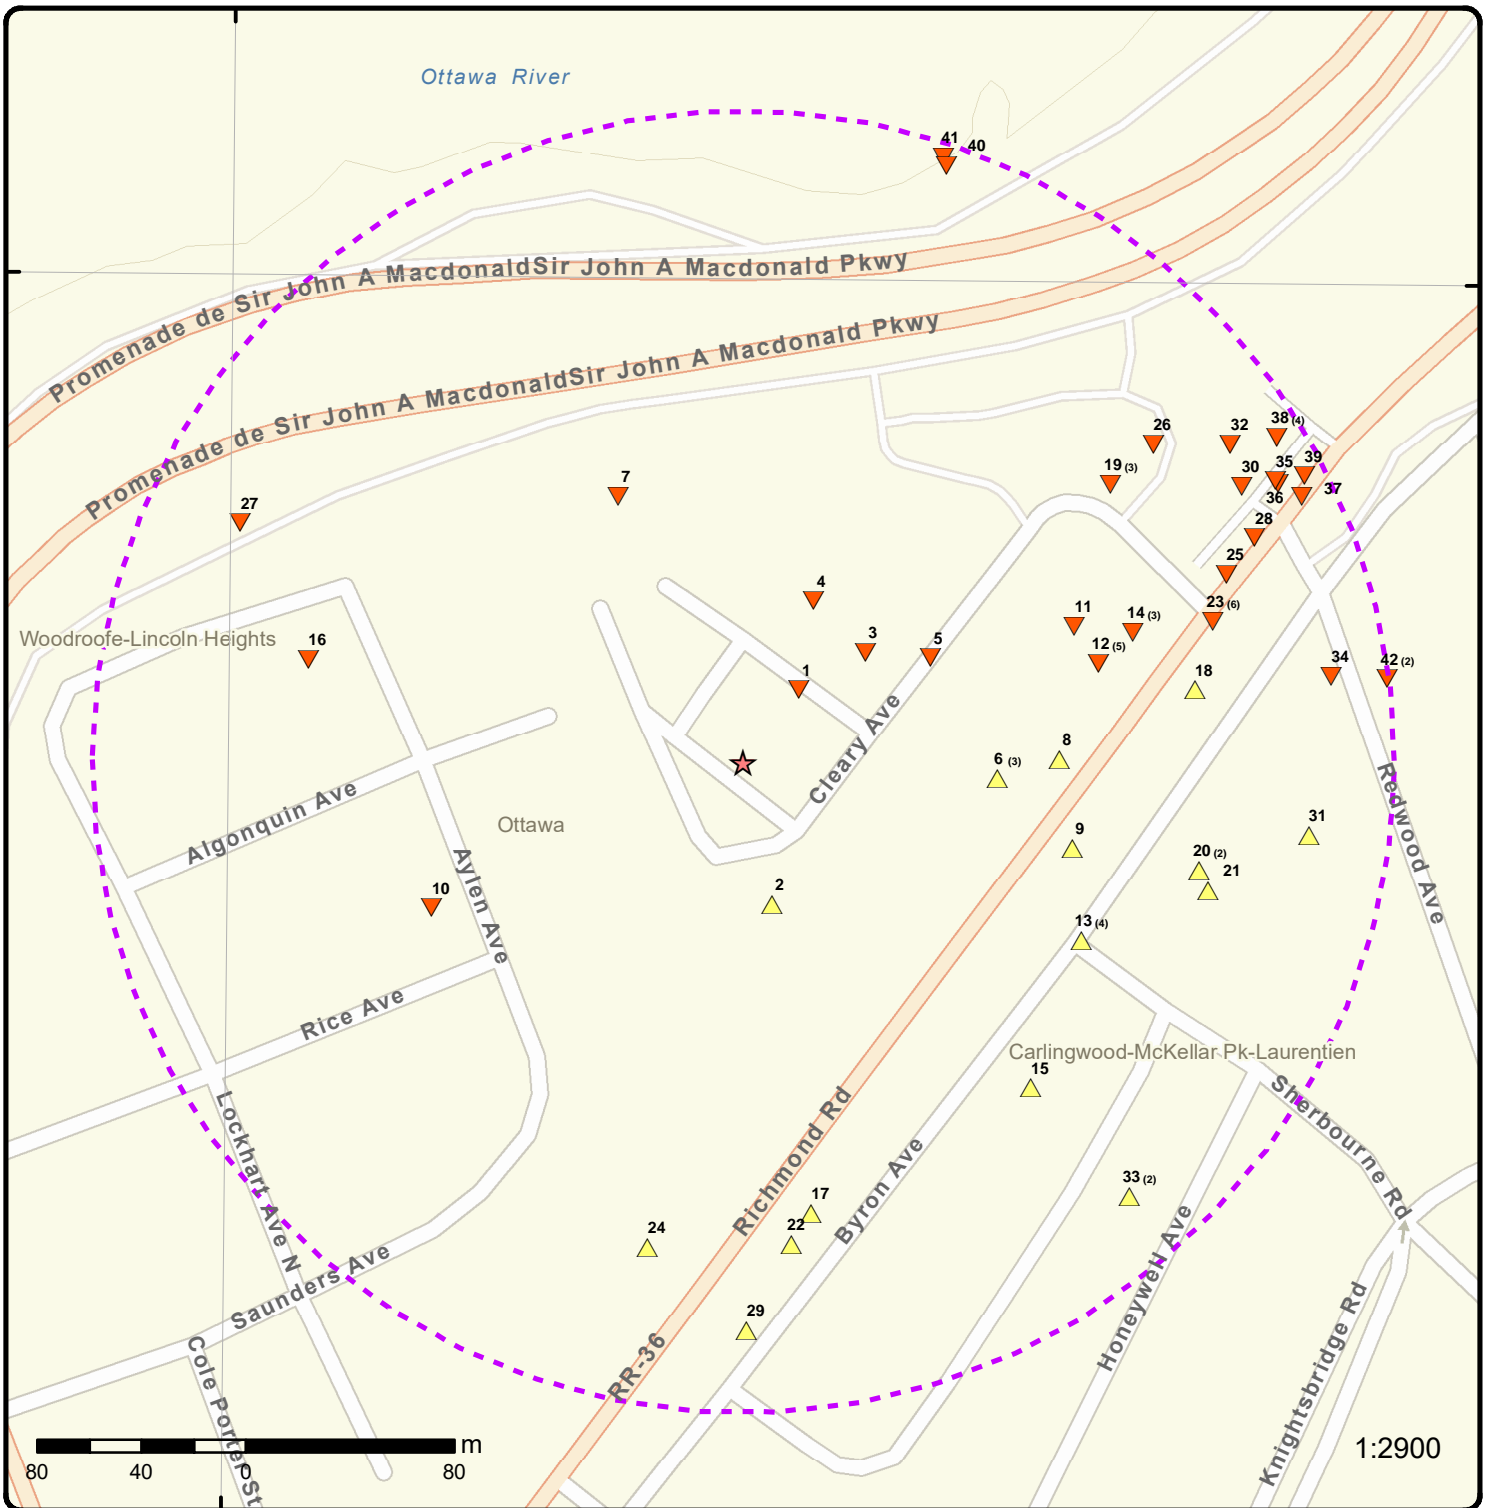 Ottawa River
41 40
Promenade de Sir John A MacdonaldSir John A Macdonald Pkwy
Promenade de Sir John A MacdonaldSir John A Macdonald Pkwy
26
32
38 (4)
7
19 (3)
30
35
39
36
37
27
28
25
4
11
14 (3)
23 (6)
Woodroofe-Lincoln Heights
16
3
5
12 (5)
34
42 (2)
1
18
Cleary Ave
6 (3)
8
Redwood Ave
Algonquin Ave
Ottawa
9
31
20 (2)
21
Aylen Ave
10
2
13 (4)
Rice Ave
Carlingwood-McKellar Pk-Laurentien
15
Sherbourne Rd
Lockhart Ave N
Richmond Rd
Byron Ave
33 (2)
17
22
24
Honeywell Ave
Saunders Ave
29
Knightsbridge Rd
RR-36
Cole Porter St
m
1:2900
80 40 0 80